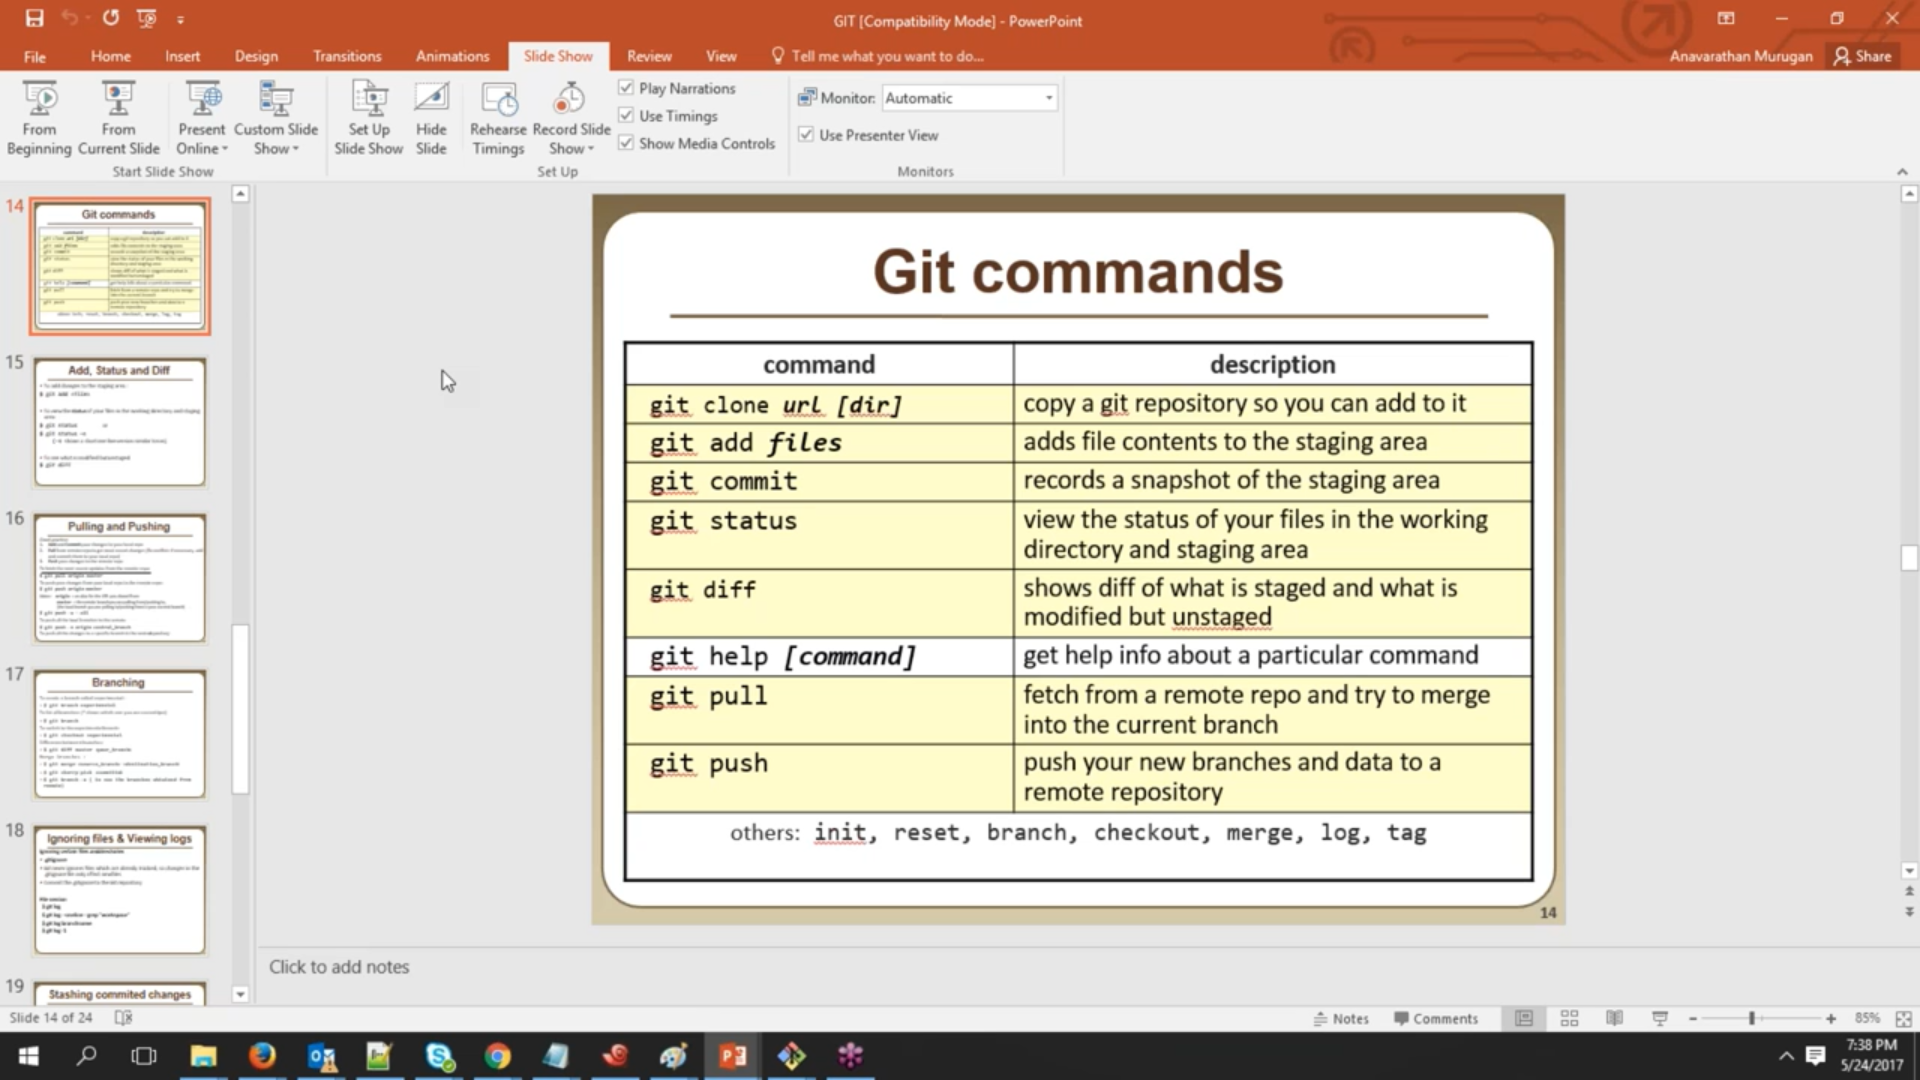 GIT [Compatibility Mode] - PowerPoint
File Home Insert Design Transitions Animations Slide Show Review View Tell me what you want to do... Anavarathan Murugan Share
Play Narrations
Use Timings
Show Media Controls
Monitor: Automatic
Use Presenter View
From Beginning
From Current Slide
Present Online
Custom Slide Show
Set Up Slide Show
Hide Slide
Rehearse Timings
Record Slide Show
Start Slide Show
Set Up
Monitors
14
Git commands
15
Add, Status and Diff
16
Pulling and Pushing
17
Branching
18
Ignoring files & Viewing logs
19
Stashing commited changes
Git commands
command description
git clone url [dir] copy a git repository so you can add to it
git add files adds file contents to the staging area
git commit records a snapshot of the staging area
git status view the status of your files in the working
directory and staging area
git diff shows diff of what is staged and what is
modified but unstaged
git help [command] get help info about a particular command
git pull fetch from a remote repo and try to merge
into the current branch
git push push your new branches and data to a
remote repository
others: init, reset, branch, checkout, merge, log, tag
14
Click to add notes
Slide 14 of 24
Notes Comments 85%
7:38 PM
5/24/2017